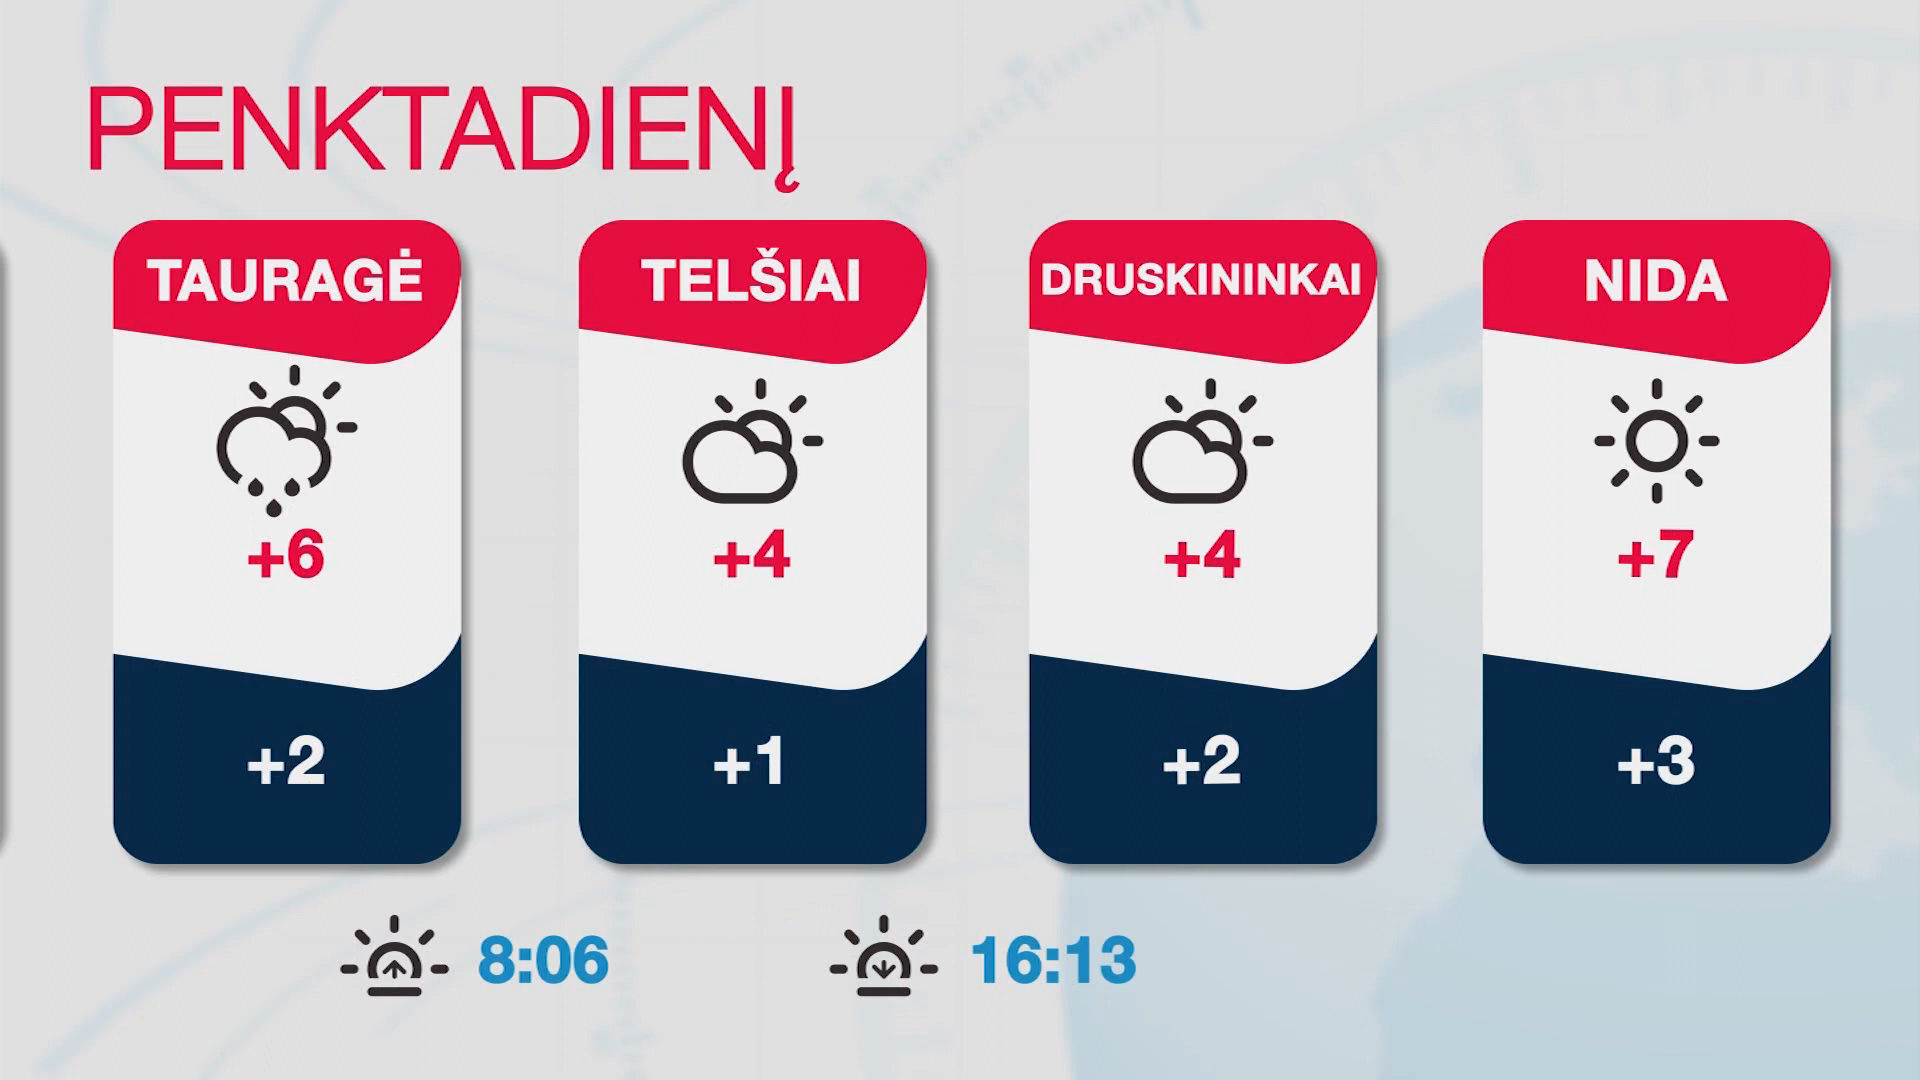 PENKTADIENĮ
TAURAGĖ
+6
+2
TELŠIAI
+4
+1
DRUSKININKAI
+4
+2
NIDA
+7
+3
8:06
16:13